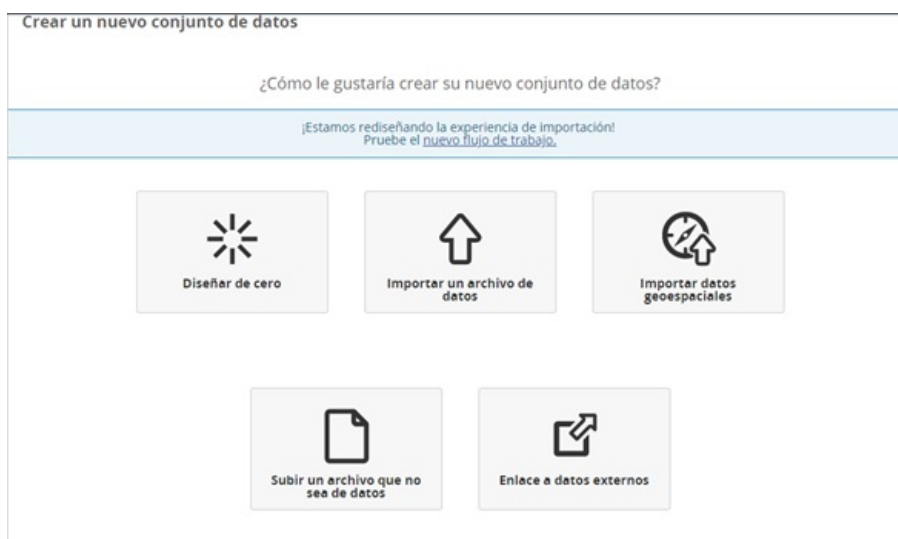 Crear un nuevo conjunto de datos
¿Cómo le gustaría crear su nuevo conjunto de datos?
¡Estamos rediseñando la experiencia de importación!
Pruebe el nuevo flujo de trabajo.
Diseñar de cero
Importar un archivo de
datos
Importar datos
geoespaciales
Subir un archivo que no
sea de datos
Enlace a datos externos